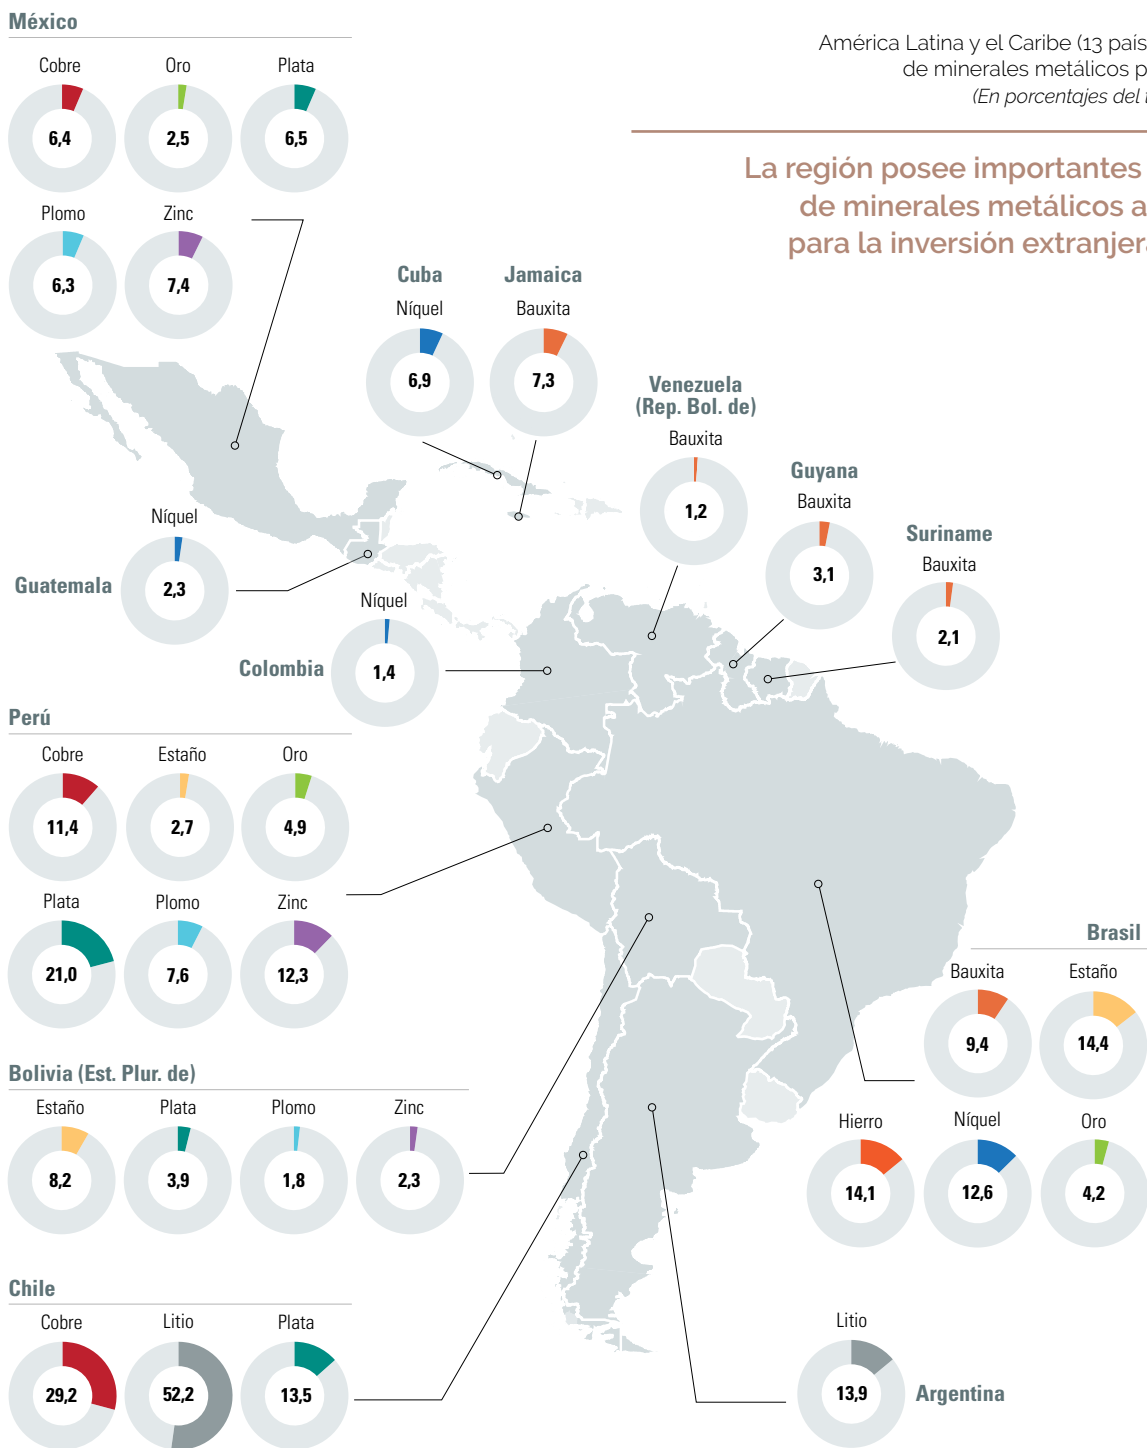 América Latina y el Caribe (13 país
de minerales metálicos p
(En porcentajes del
La región posee importantes
de minerales metálicos a
para la inversión extranjera
México
Cobre Oro Plata
6,4 2,5 6,5
Plomo Zinc
6,3 7,4
Cuba
Níquel
6,9
Jamaica
Bauxita
7,3
Venezuela
(Rep. Bol. de)
Bauxita
1,2
Guyana
Bauxita
3,1
Suriname
Bauxita
2,1
Níquel
Guatemala 2,3
Níquel
Colombia 1,4
Perú
Cobre Estaño Oro
11,4 2,7 4,9
Plata Plomo Zinc
21,0 7,6 12,3
Brasil
Bauxita Estaño
9,4 14,4
Hierro Níquel Oro
14,1 12,6 4,2
Bolivia (Est. Plur. de)
Estaño Plata Plomo Zinc
8,2 3,9 1,8 2,3
Chile
Cobre Litio Plata
29,2 52,2 13,5
Litio
13,9 Argentina